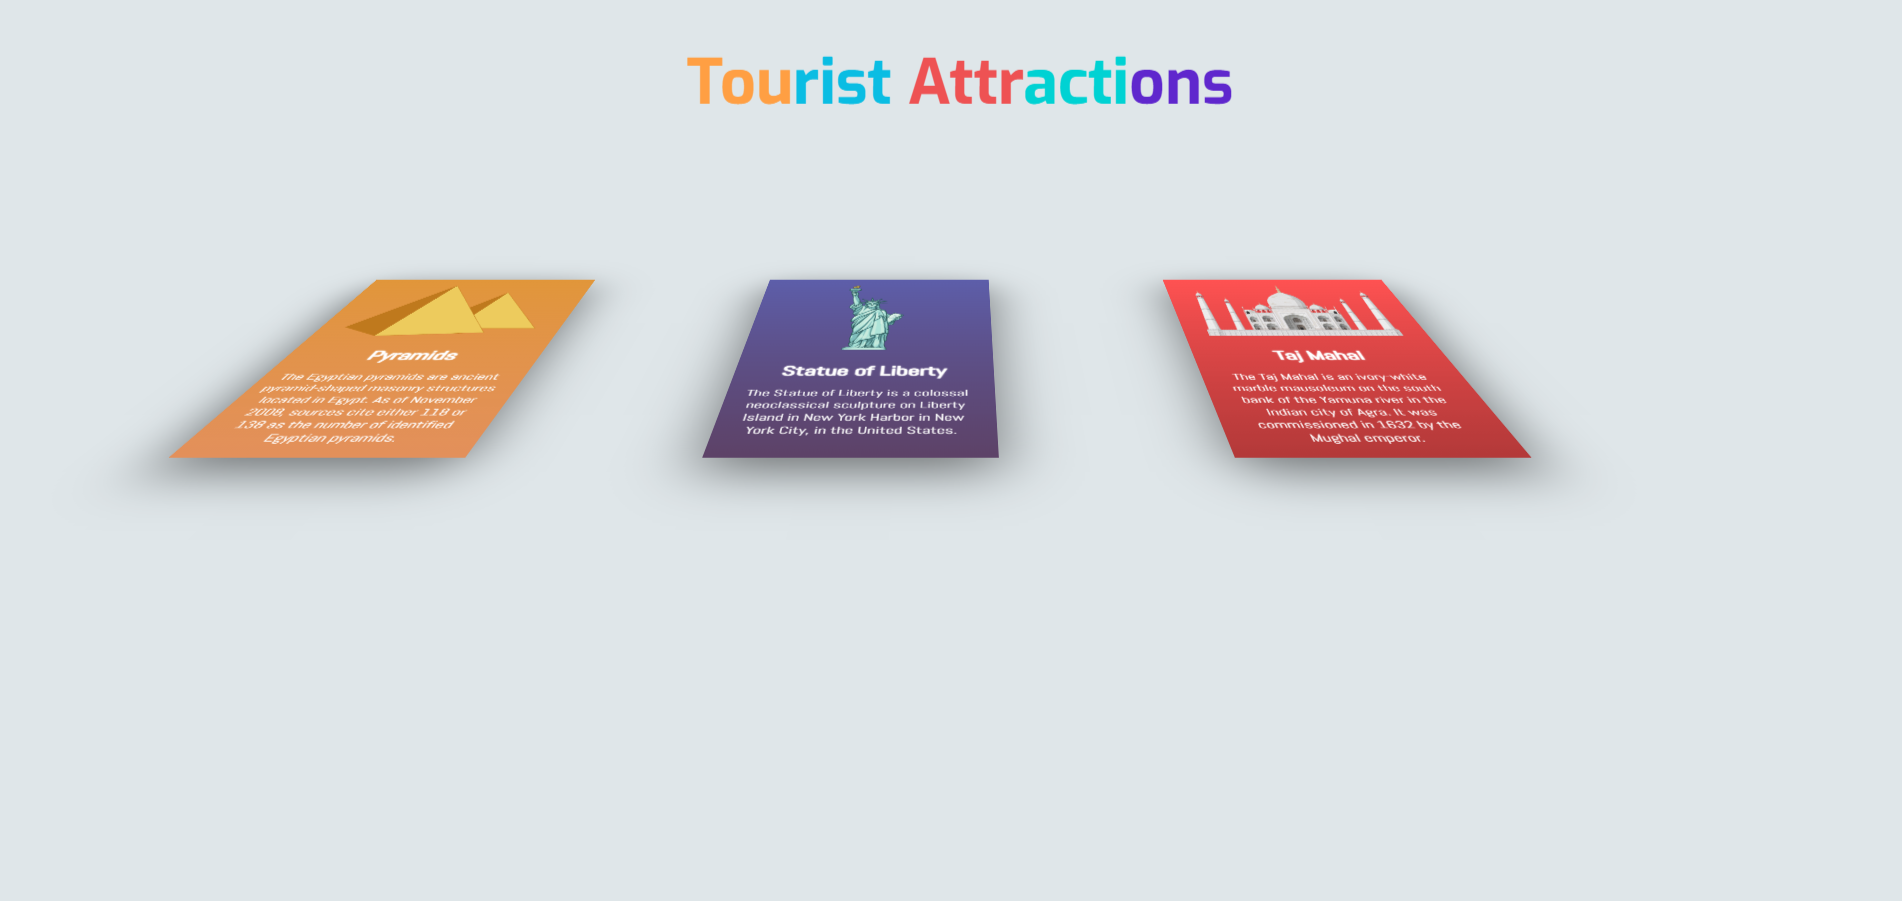 Tourist Attractions
Pyramids
The Egyptian pyramids are ancient
pyramid-shaped masonry structures
located in Egypt. As of November
2008, sources cite either 118 or
138 as the number of identified
Egyptian pyramids.
Statue of Liberty
The Statue of Liberty is a colossal
neoclassical sculpture on Liberty
Island in New York Harbor in New
York City, in the United States.
Taj Mahal
The Taj Mahal is an ivory-white
marble mausoleum on the south
bank of the Yamuna river in the
Indian city of Agra. It was
commissioned in 1632 by the
Mughal emperor.